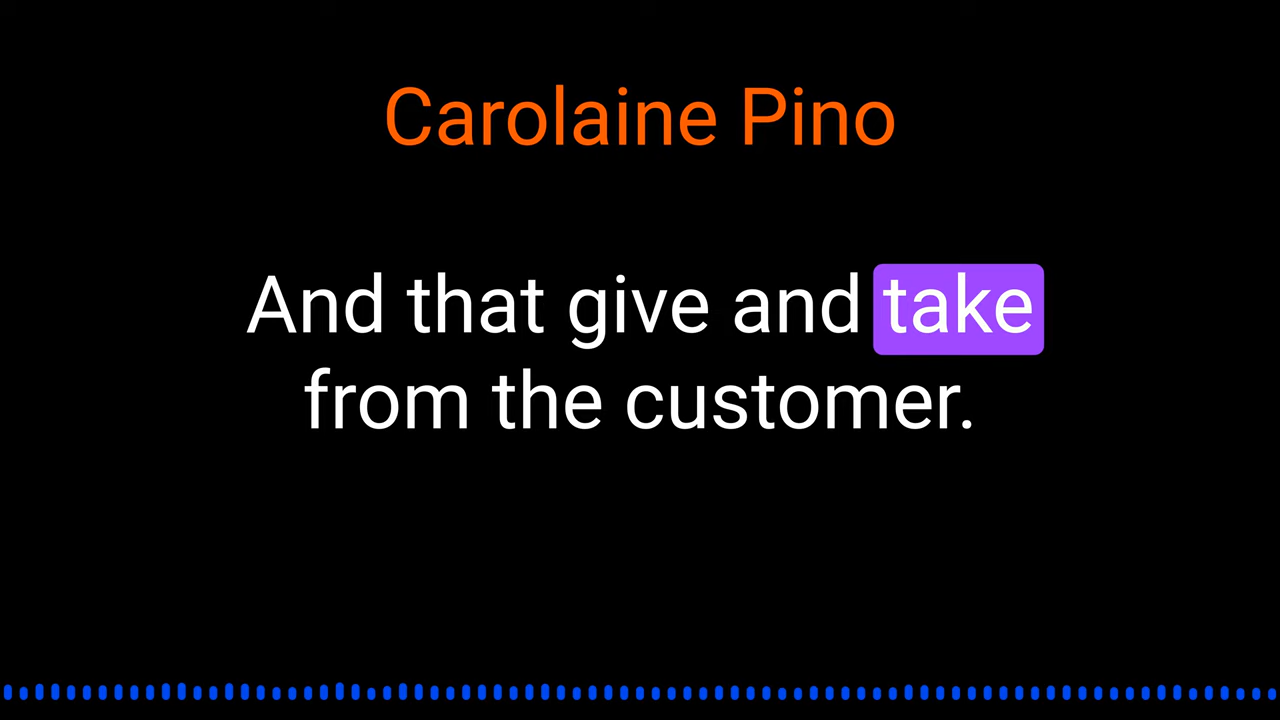 Carolaine Pino
And that give and take
from the customer.